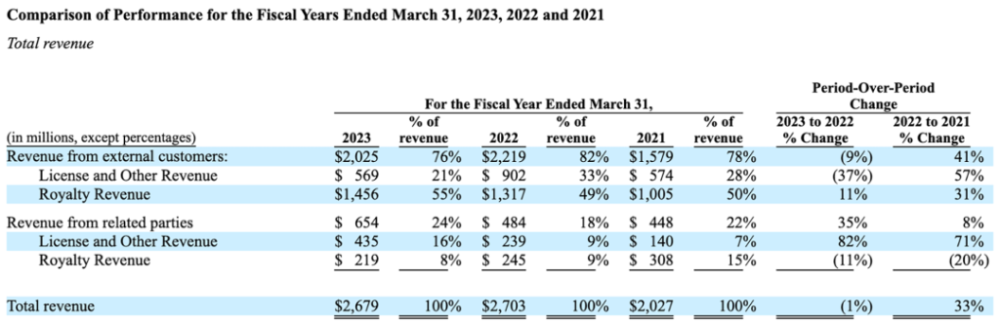 Comparison of Performance for the Fiscal Years Ended March 31, 2023, 2022 and 2021
Total revenue
Period-Over-Period
For the Fiscal Year Ended March 31, Change
% of % of % of 2023 to 2022 2022 to 2021
(in millions, except percentages) 2023 revenue 2022 revenue 2021 revenue % Change % Change
Revenue from external customers: $2,025 76% $2,219 82% $1,579 78% (9%) 41%
License and Other Revenue $ 569 21% $ 902 33% $ 574 28% (37%) 57%
Royalty Revenue $1,456 55% $1,317 49% $1,005 50% 11% 31%
Revenue from related parties $ 654 24% $ 484 18% $ 448 22% 35% 8%
License and Other Revenue $ 435 16% $ 239 9% $ 140 7% 82% 71%
Royalty Revenue $ 219 8% $ 245 9% $ 308 15% (11%) (20%)
Total revenue $2,679 100% $2,703 100% $2,027 100% (1%) 33%